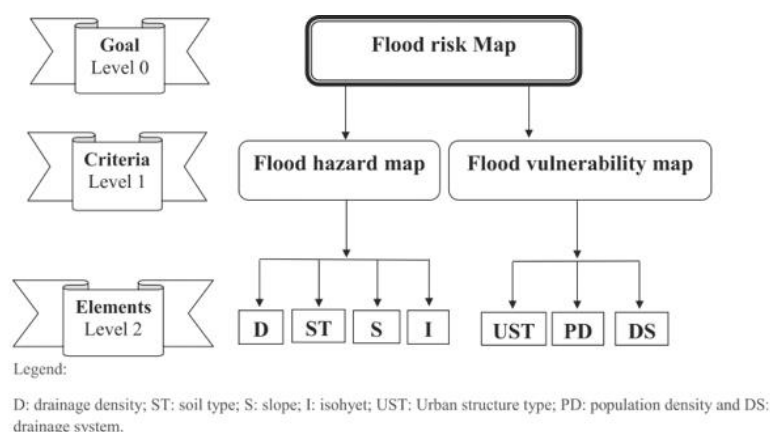 Goal
Level 0
Flood risk Map
Criteria
Level 1
Flood hazard map
Flood vulnerability map
Elements
Level 2
D
ST
S
I
UST
PD
DS
Legend:
D: drainage density; ST: soil type; S: slope; I: isohyet; UST: Urban structure type; PD: population density and DS:
drainage system.